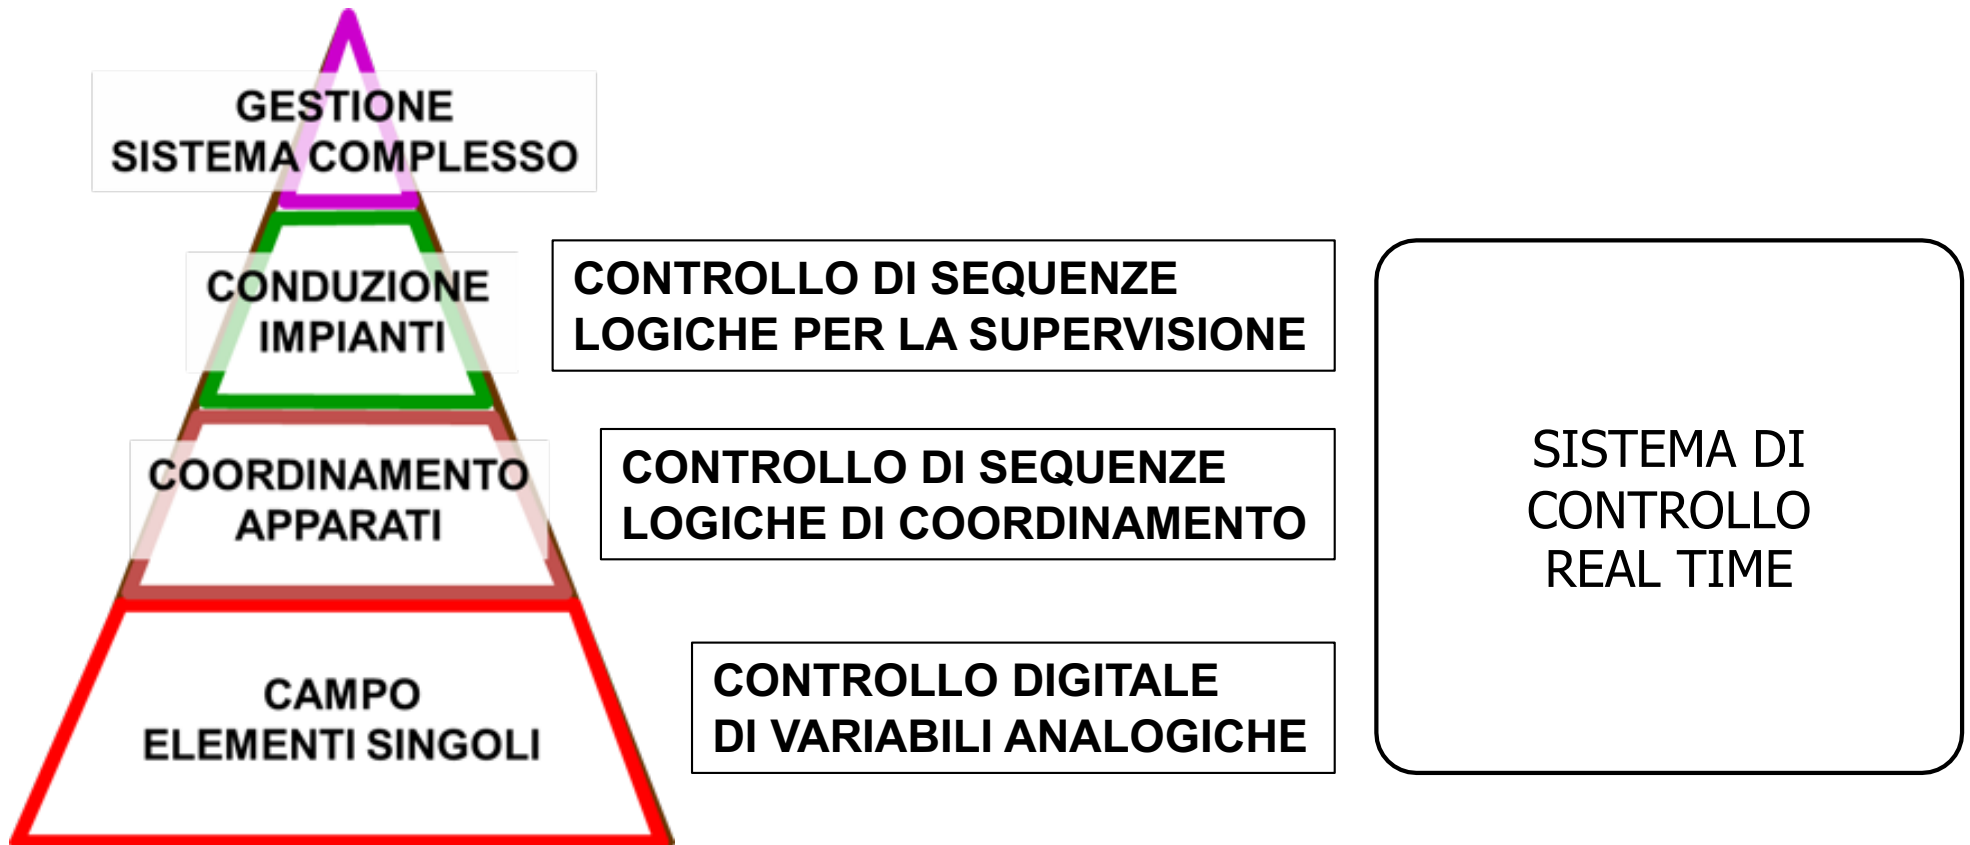 GESTIONE
SISTEMA COMPLESSO
CONDUZIONE
IMPIANTI
CONTROLLO DI SEQUENZE
LOGICHE PER LA SUPERVISIONE
COORDINAMENTO
APPARATI
CONTROLLO DI SEQUENZE
LOGICHE DI COORDINAMENTO
CAMPO
ELEMENTI SINGOLI
CONTROLLO DIGITALE
DI VARIABILI ANALOGICHE
SISTEMA DI
CONTROLLO
REAL TIME